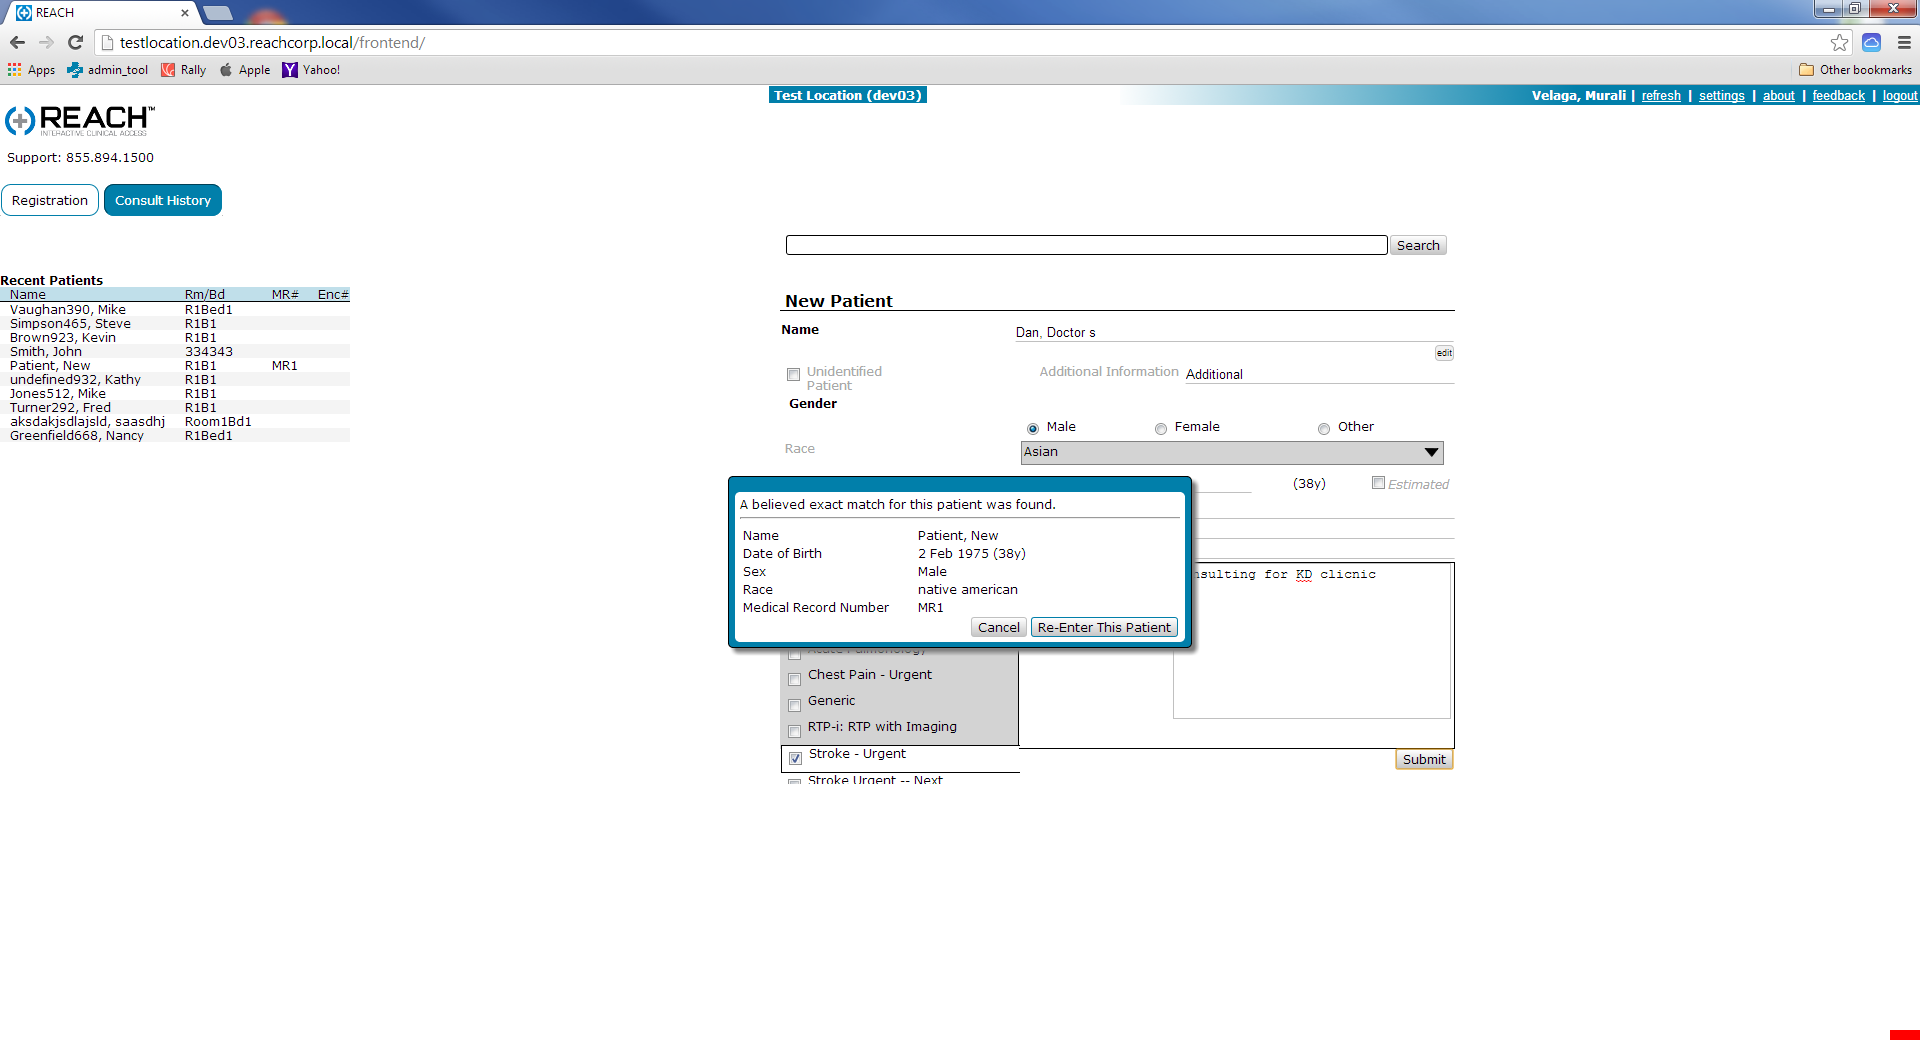 REACH
testlocation.dev03.reachcorp.local/frontend/
Apps admin_tool Rally Apple Yahoo! Other bookmarks
Test Location (dev03) Velaga, Murali | refresh | settings | about | feedback | logout
REACH™
INTERACTIVE CLINICAL ACCESS
Support: 855.894.1500
Registration Consult History
Search
Recent Patients
Name Rm/Bd MR# Enc#
Vaughan390, Mike R1Bed1
Simpson465, Steve R1B1
Brown923, Kevin R1B1
Smith, John 334343
Patient, New R1B1 MR1
undefined932, Kathy R1B1
Jones512, Mike R1B1
Turner292, Fred R1B1
aksdakjsdlajsld, saasdhj Room1Bd1
Greenfield668, Nancy R1Bed1
New Patient
Name Dan, Doctor s
edit
Unidentified
Patient
Additional Information Additional
Gender
Male Female Other
Race Asian
(38y) Estimated
A believed exact match for this patient was found.
Name Patient, New
Date of Birth 2 Feb 1975 (38y)
Sex Male
Race native american
Medical Record Number MR1
Cancel Re-Enter This Patient
nsulting for KD clicnic
Acute Pulmonology
Chest Pain - Urgent
Generic
RTP-i: RTP with Imaging
Stroke - Urgent
Submit
Stroke Urgent -- Next